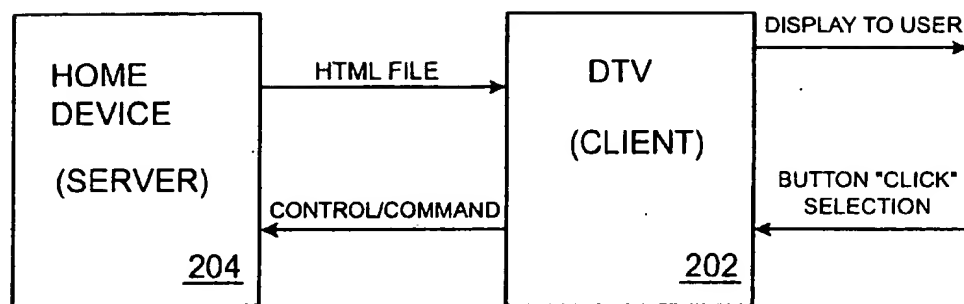 HOME
DEVICE
(SERVER)
204
HTML FILE
CONTROL/COMMAND
DTV
(CLIENT)
202
DISPLAY TO USER
BUTTON "CLICK"
SELECTION